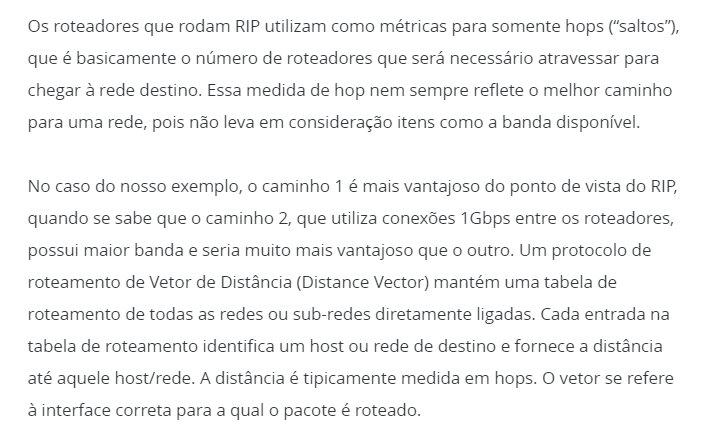 Os roteadores que rodam RIP utilizam como métricas para somente hops (“saltos”),
que é basicamente o número de roteadores que será necessário atravessar para
chegar à rede destino. Essa medida de hop nem sempre reflete o melhor caminho
para uma rede, pois não leva em consideração itens como a banda disponível.
No caso do nosso exemplo, o caminho 1 é mais vantajoso do ponto de vista do RIP,
quando se sabe que o caminho 2, que utiliza conexões 1Gbps entre os roteadores,
possui maior banda e seria muito mais vantajoso que o outro. Um protocolo de
roteamento de Vetor de Distância (Distance Vector) mantém uma tabela de
roteamento de todas as redes ou sub-redes diretamente ligadas. Cada entrada na
tabela de roteamento identifica um host ou rede de destino e fornece a distância
até aquele host/rede. A distância é tipicamente medida em hops. O vetor se refere
à interface correta para a qual o pacote é roteado.